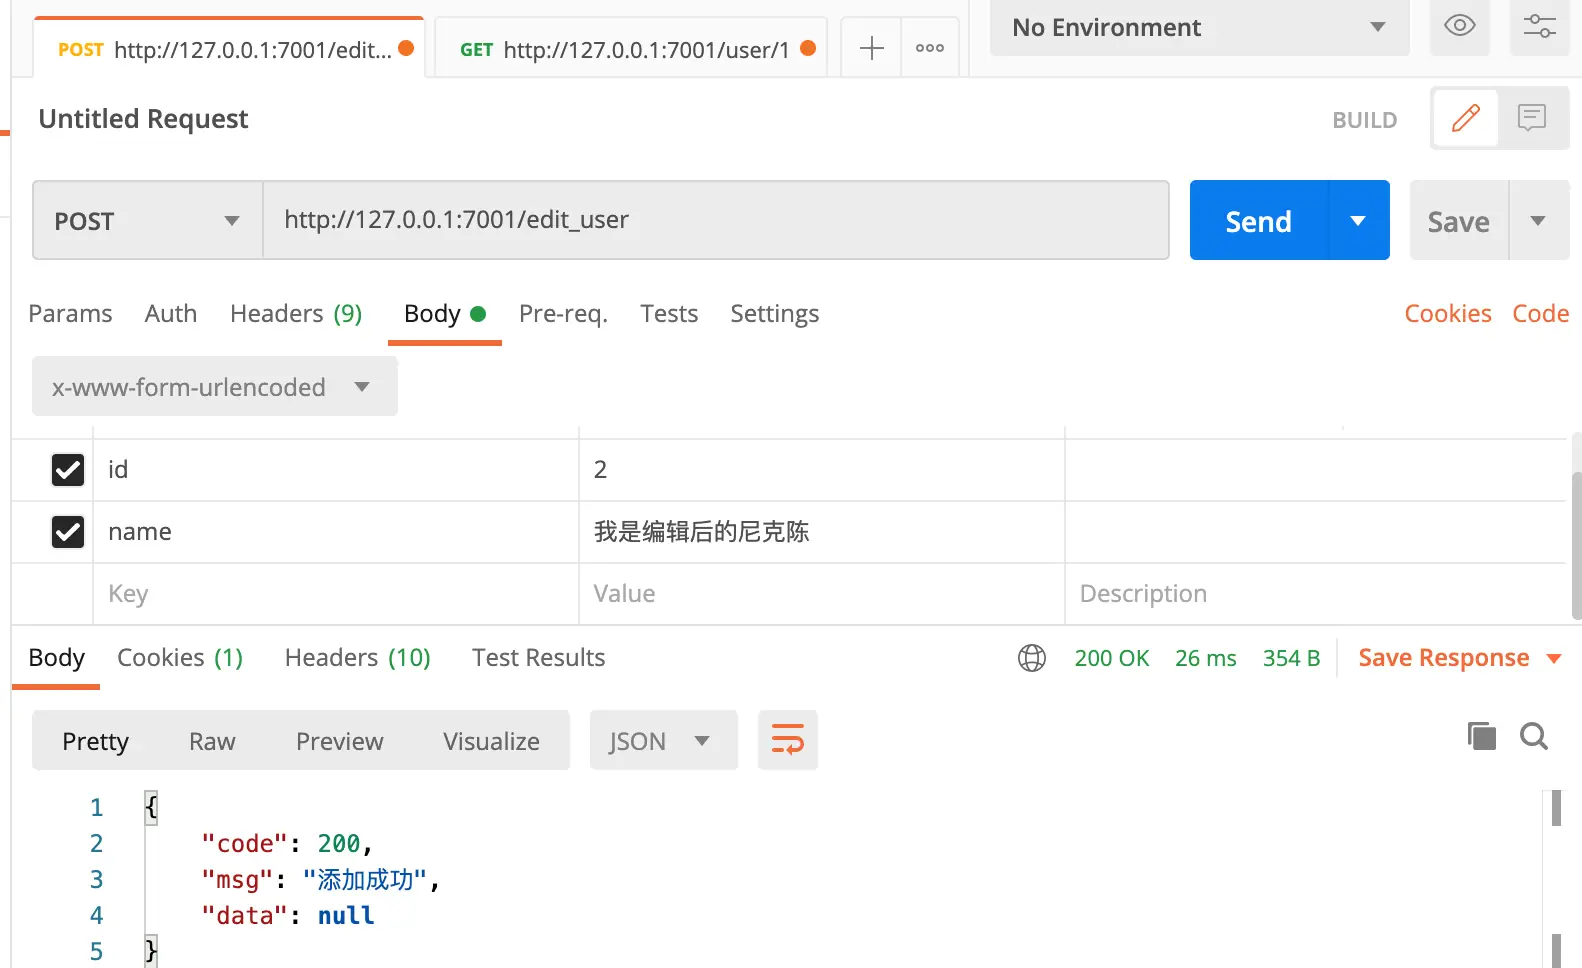 POST http://127.0.0.1:7001/edit... GET http://127.0.0.1:7001/user/1 No Environment
Untitled Request BUILD
POST http://127.0.0.1:7001/edit_user Send Save
Params Auth Headers (9) Body Pre-req. Tests Settings Cookies Code
x-www-form-urlencoded
id 2
name 我是编辑后的尼克陈
Key Value Description
Body Cookies (1) Headers (10) Test Results 200 OK 26 ms 354 B Save Response
Pretty Raw Preview Visualize JSON
1 {
2 "code": 200,
3 "msg": "添加成功",
4 "data": null
5 }